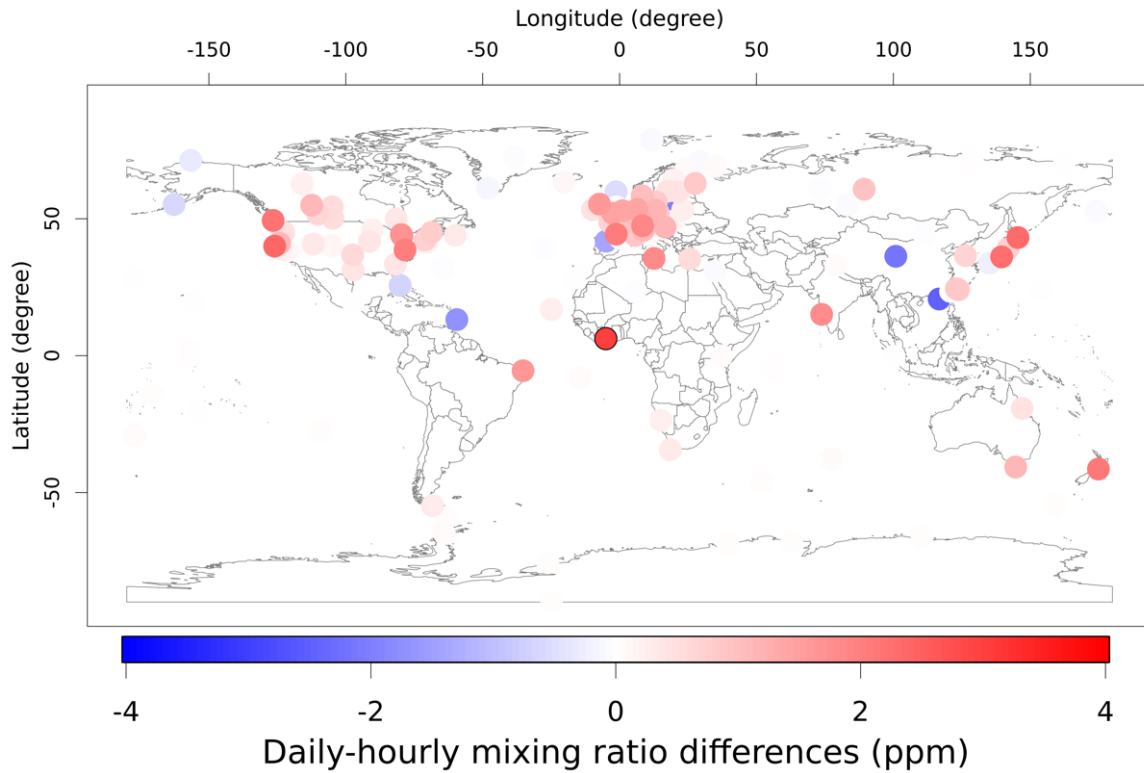 Longitude (degree)
-150 -100 -50 0 50 100 150
Latitude (degree)
50
0
-50
-4 -2 0 2 4
Daily-hourly mixing ratio differences (ppm)